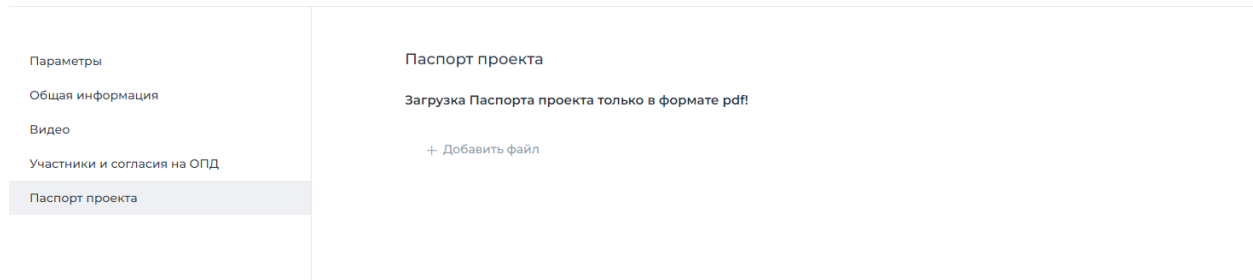 Параметры
Общая информация
Видео
Участники и согласия на ОПД
Паспорт проекта
Паспорт проекта
Загрузка Паспорта проекта только в формате pdf!
+ Добавить файл